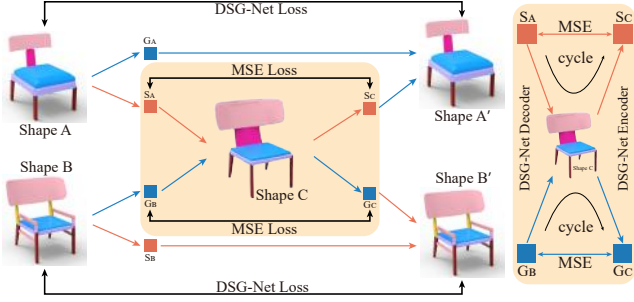 DSG-Net Loss
GA
MSE Loss
SA
SC
Shape A
Shape A'
Shape B
Shape C
Shape B'
GB
GC
MSE Loss
SB
DSG-Net Loss
SA
MSE
SC
cycle
DSG-Net Decoder
DSG-Net Encoder
Shape C
cycle
GB
MSE
GC